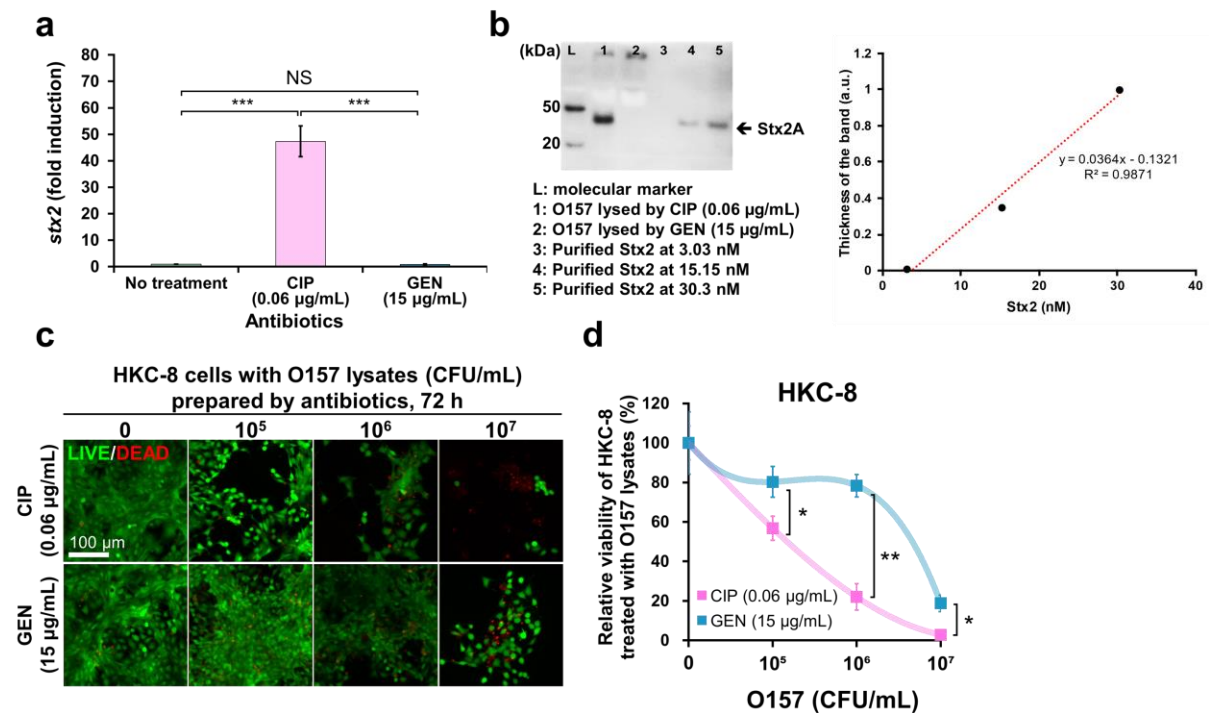 a
stx2 (fold induction)
80
70
60
50
40
30
20
10
0
NS
*** ***
No treatment CIP GEN
(0.06 µg/mL) (15 µg/mL)
Antibiotics
b
(kDa) L 1 2 3 4 5
50
20
← Stx2A
L: molecular marker
1: O157 lysed by CIP (0.06 µg/mL)
2: O157 lysed by GEN (15 µg/mL)
3: Purified Stx2 at 3.03 nM
4: Purified Stx2 at 15.15 nM
5: Purified Stx2 at 30.3 nM
Thickness of the band (a.u.)
1.2
1
0.8
0.6
0.4
0.2
0
y = 0.0364x - 0.1321
R² = 0.9871
0 10 20 30 40
Stx2 (nM)
c
HKC-8 cells with O157 lysates (CFU/mL)
prepared by antibiotics, 72 h
0 10⁵ 10⁶ 10⁷
LIVE/DEAD
CIP
(0.06 µg/mL)
100 µm
GEN
(15 µg/mL)
d
HKC-8
Relative viability of HKC-8
treated with O157 lysates (%)
120
100
80
60
40
20
0
*
**
*
CIP (0.06 µg/mL)
GEN (15 µg/mL)
0 10⁵ 10⁶ 10⁷
O157 (CFU/mL)